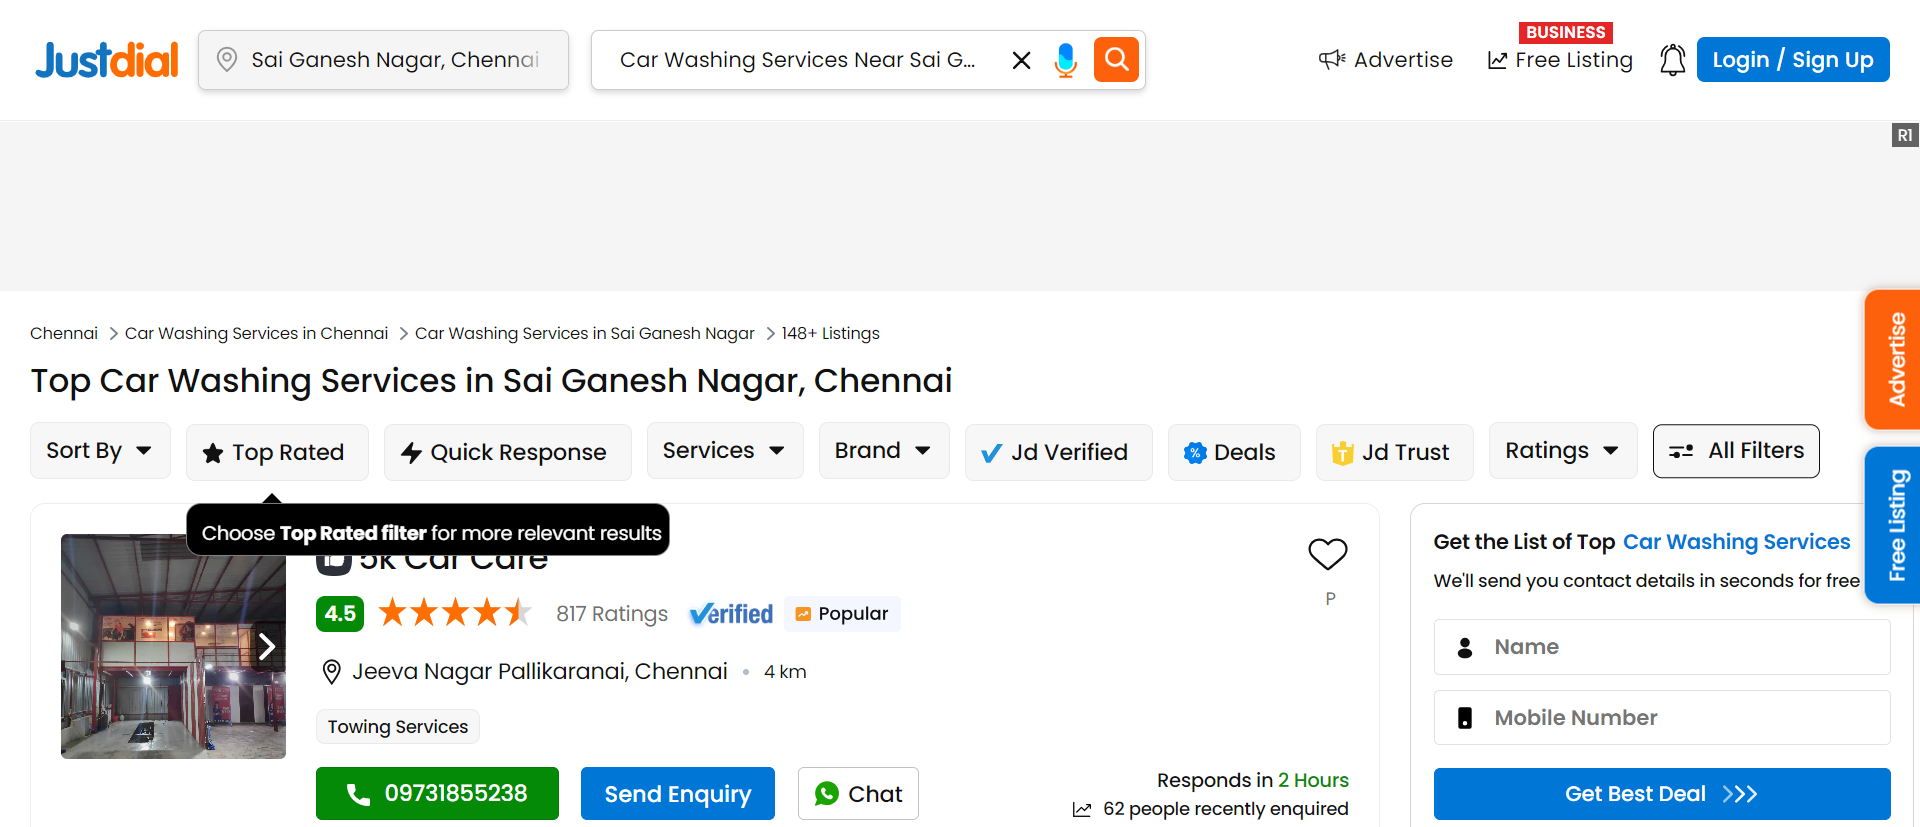 Justdial
Sai Ganesh Nagar, Chennai
Car Washing Services Near Sai G...
Advertise
BUSINESS
Free Listing
Login / Sign Up
R1
Chennai
Car Washing Services in Chennai
Car Washing Services in Sai Ganesh Nagar
148+ Listings
Top Car Washing Services in Sai Ganesh Nagar, Chennai
Sort By
Top Rated
Quick Response
Services
Brand
Jd Verified
Deals
Jd Trust
Ratings
All Filters
Advertise
Free Listing
Choose Top Rated filter for more relevant results
5k Car Care
4.5
817 Ratings
Verified
Popular
P
Jeeva Nagar Pallikaranai, Chennai
4 km
Towing Services
09731855238
Send Enquiry
Chat
Responds in 2 Hours
62 people recently enquired
Get the List of Top Car Washing Services
We'll send you contact details in seconds for free
Name
Mobile Number
Get Best Deal